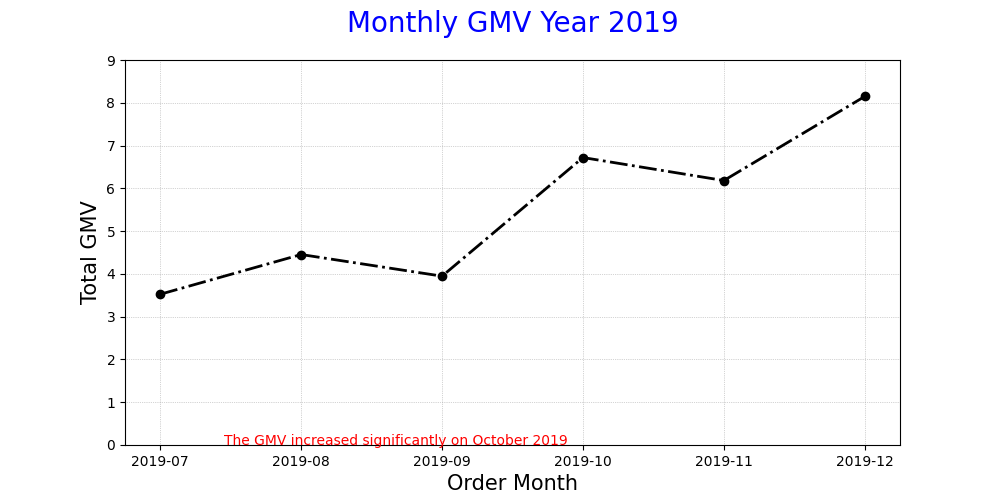 Monthly GMV Year 2019
9
8
7
6
5
4
3
2
1
0
Total GMV
The GMV increased significantly on October 2019
2019-07 2019-08 2019-09 2019-10 2019-11 2019-12
Order Month